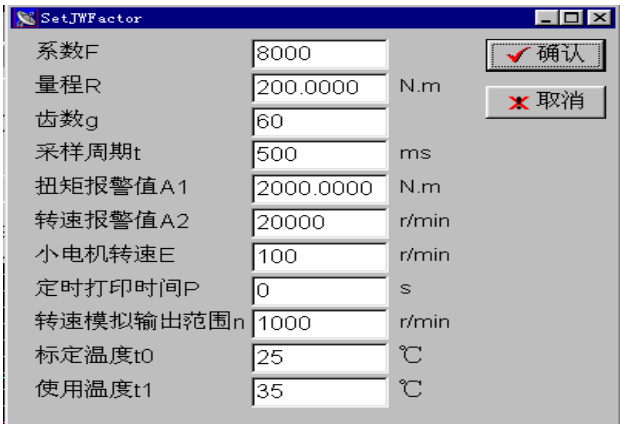 SetJWFactor
系数F 8000 确认
量程R 200.0000 N.m 取消
齿数g 60
采样周期t 500 ms
扭矩报警值A1 2000.0000 N.m
转速报警值A2 20000 r/min
小电机转速E 100 r/min
定时打印时间P 0 s
转速模拟输出范围n 1000 r/min
标定温度t0 25 ℃
使用温度t1 35 ℃